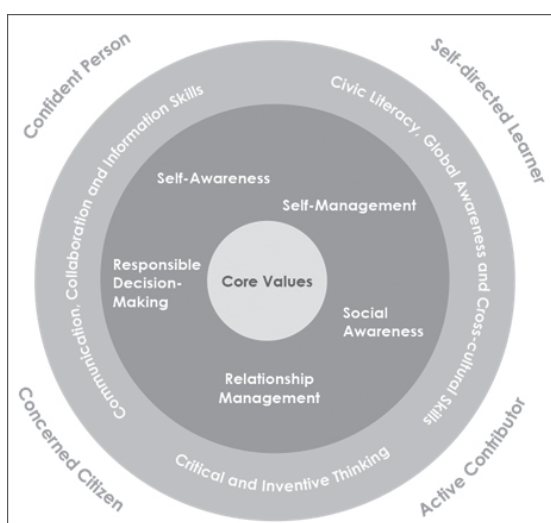 Confident Person
Self-directed Learner
Communication, Collaboration and Information Skills
Civic Literacy, Global Awareness and Cross-cultural Skills
Self-Awareness
Self-Management
Responsible
Decision-
Making
Core Values
Social
Awareness
Relationship
Management
Critical and Inventive Thinking
Concerned Citizen
Active Contributor